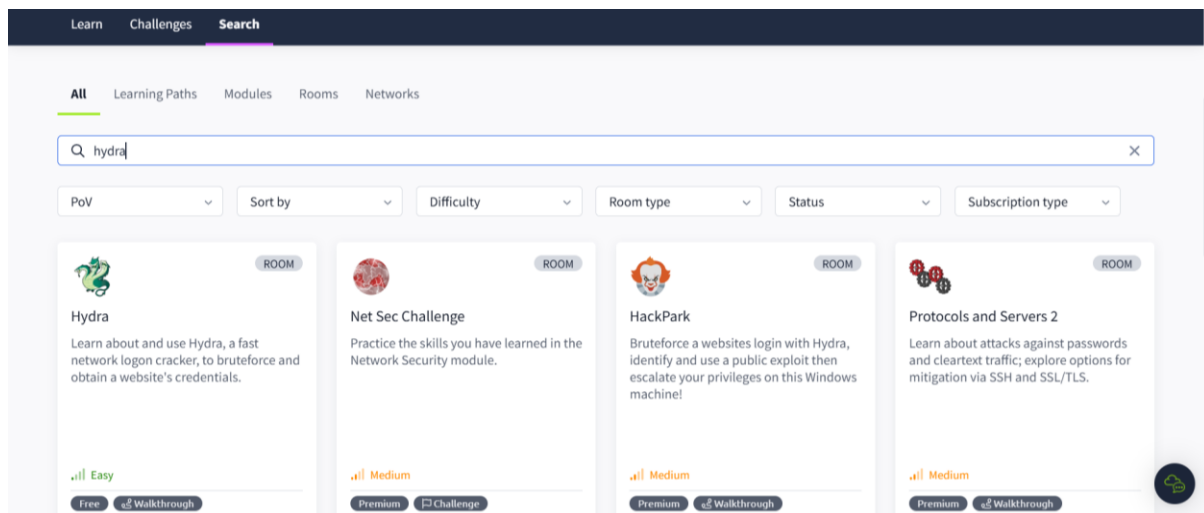 Learn Challenges Search
All Learning Paths Modules Rooms Networks
hydra
PoV Sort by Difficulty Room type Status Subscription type
ROOM
Hydra
Learn about and use Hydra, a fast
network logon cracker, to bruteforce and
obtain a website's credentials.
Easy
Free Walkthrough
ROOM
Net Sec Challenge
Practice the skills you have learned in the
Network Security module.
Medium
Premium Challenge
ROOM
HackPark
Bruteforce a websites login with Hydra,
identify and use a public exploit then
escalate your privileges on this Windows
machine!
Medium
Premium Walkthrough
ROOM
Protocols and Servers 2
Learn about attacks against passwords
and cleartext traffic; explore options for
mitigation via SSH and SSL/TLS.
Medium
Premium Walkthrough